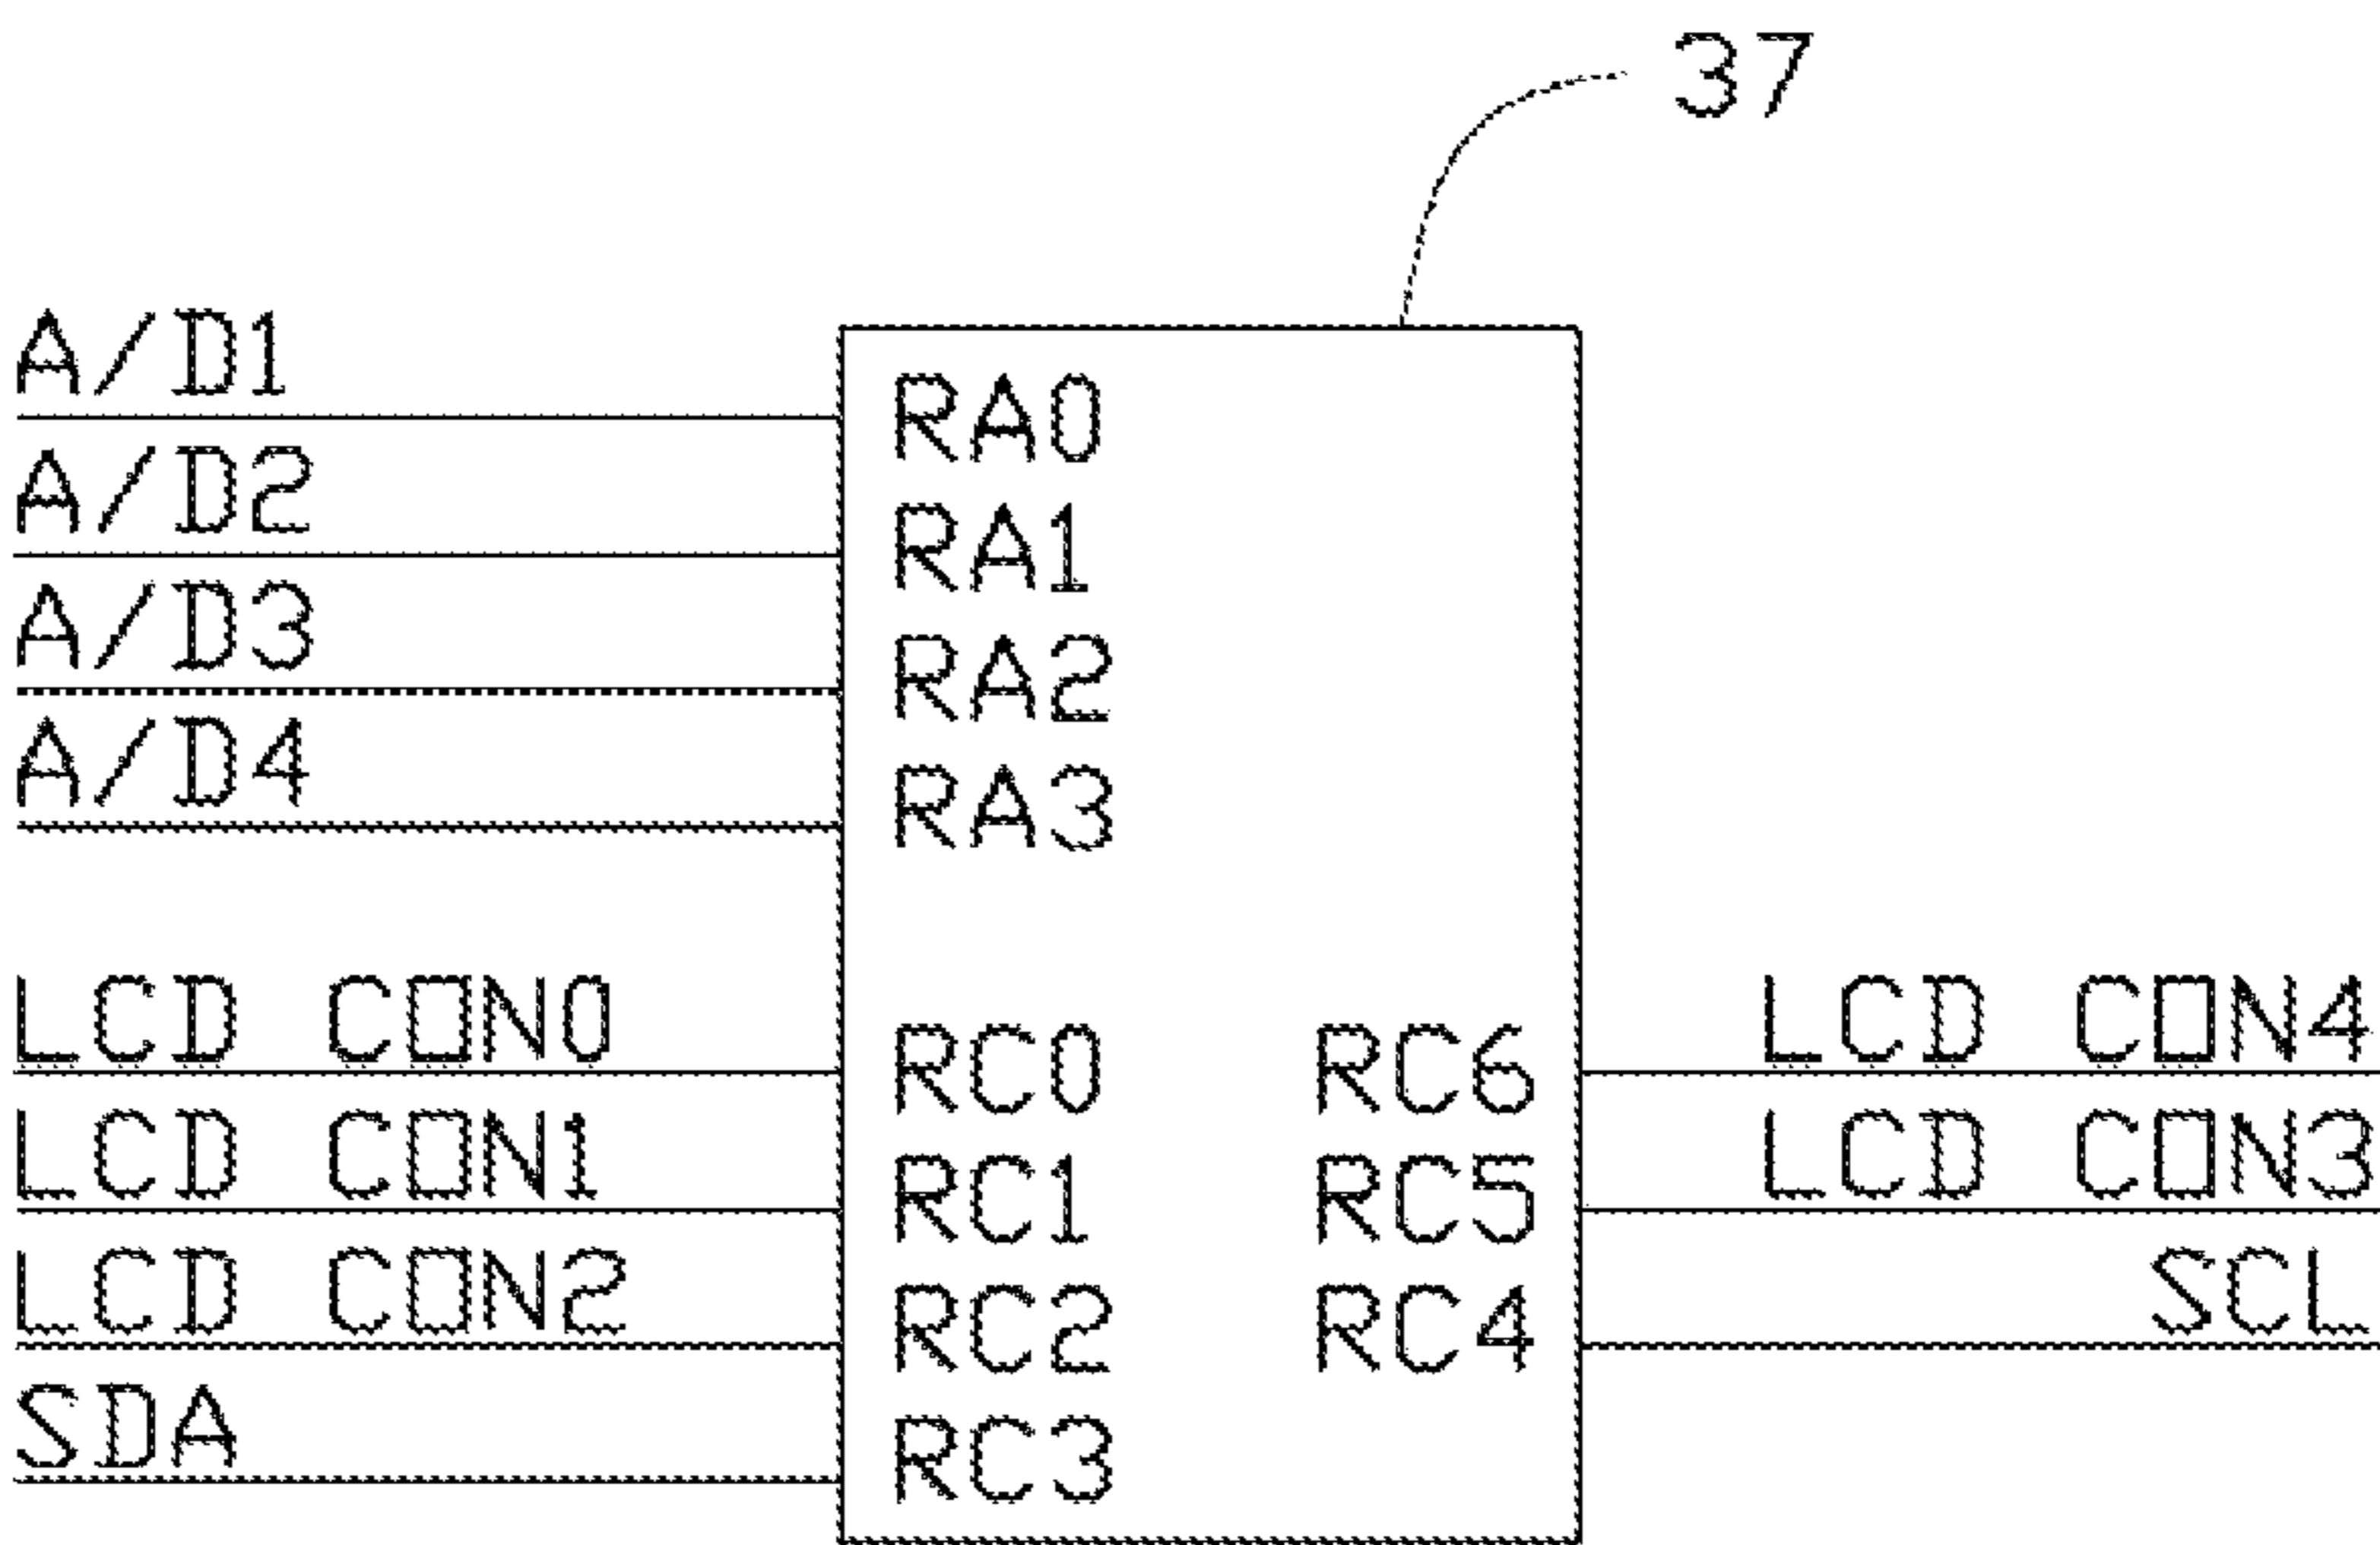 37
A/D1
RA0
A/D2
RA1
A/D3
RA2
A/D4
RA3
LCD CON0 RC0 RC6 LCD CON4
LCD CON1 RC1 RC5 LCD CON3
LCD CON2 RC2 RC4 SCL
SDA RC3